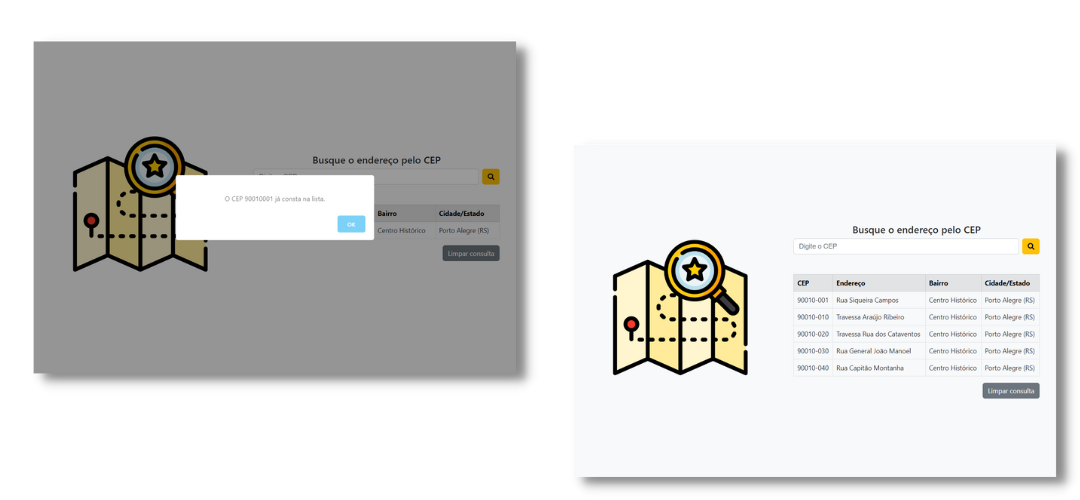 Busque o endereço pelo CEP
O CEP 90010001 já consta na lista.
OK
Bairro Cidade/Estado
Centro Histórico Porto Alegre (RS)
Limpar consulta
Busque o endereço pelo CEP
Digite o CEP
CEP Endereço Bairro Cidade/Estado
90010-001 Rua Siqueira Campos Centro Histórico Porto Alegre (RS)
90010-010 Travessa Araújjo Ribeiro Centro Histórico Porto Alegre (RS)
90010-020 Travessa Rua dos Cataventos Centro Histórico Porto Alegre (RS)
90010-030 Rua General João Manoel Centro Histórico Porto Alegre (RS)
90010-040 Rua Capitão Montanha Centro Histórico Porto Alegre (RS)
Limpar consulta